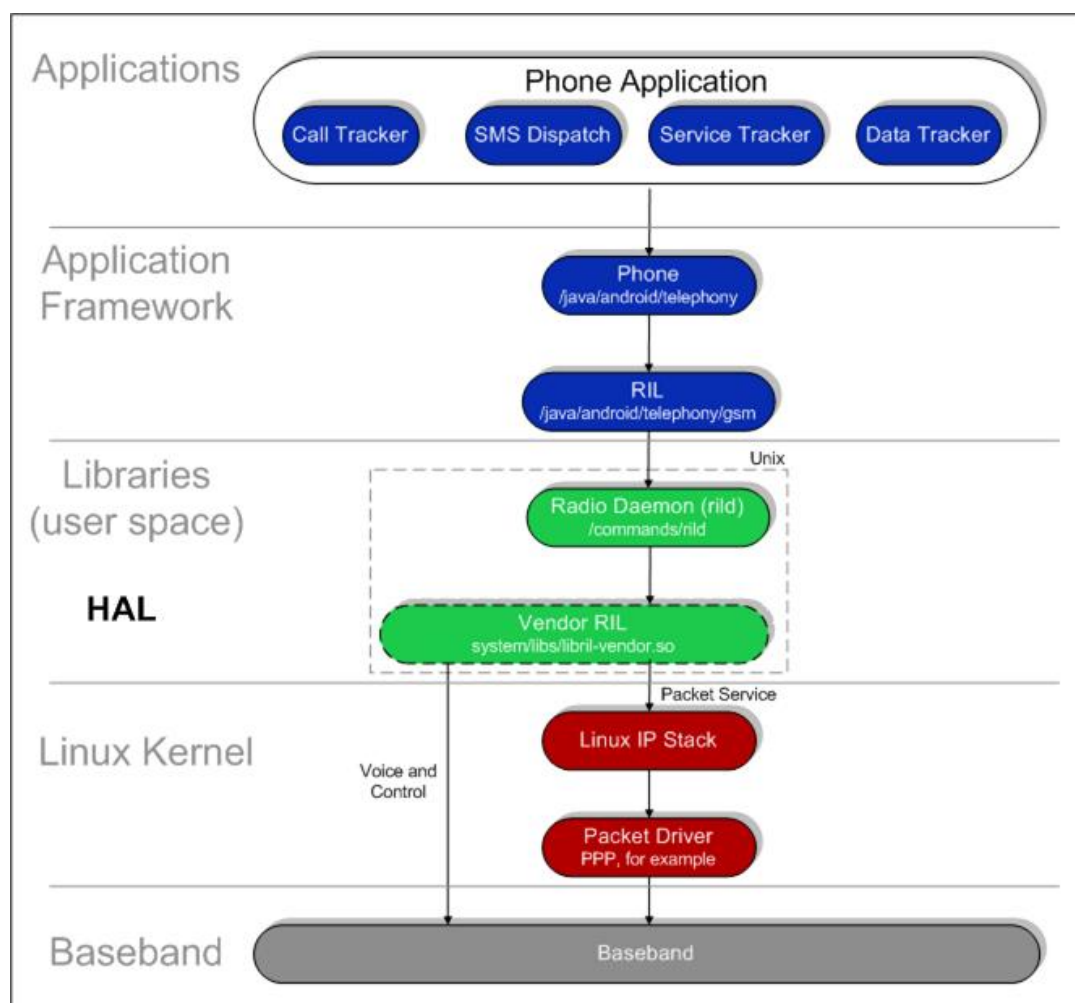 Applications
Phone Application
Call Tracker
SMS Dispatch
Service Tracker
Data Tracker
Application
Framework
Phone
/java/android/telephony
RIL
/java/android/telephony/gsm
Libraries
(user space)
Unix
Radio Daemon (rild)
/commands/rild
HAL
Vendor RIL
system/libs/libril-vendor.so
Packet Service
Linux Kernel
Linux IP Stack
Voice and
Control
Packet Driver
PPP, for example
Baseband
Baseband